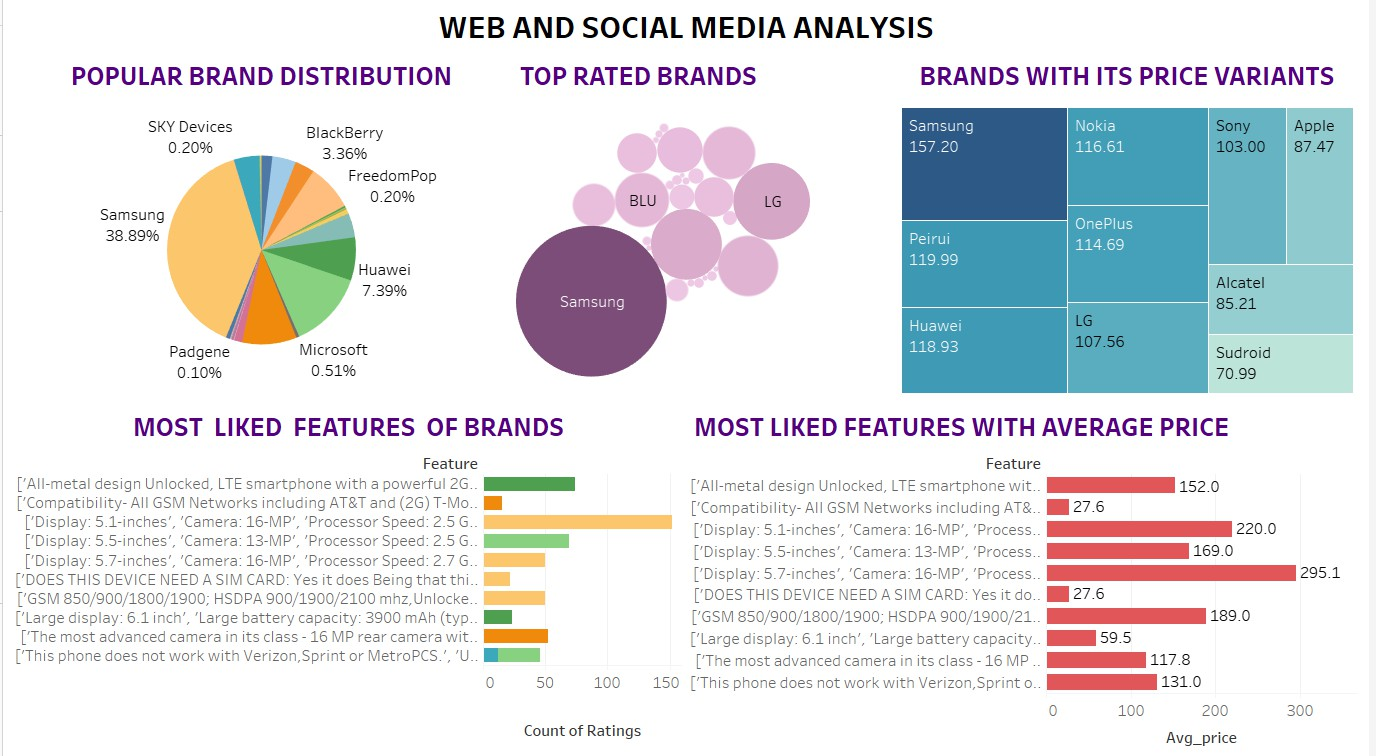 WEB AND SOCIAL MEDIA ANALYSIS
POPULAR BRAND DISTRIBUTION
SKY Devices
0.20%
BlackBerry
3.36%
FreedomPop
0.20%
Samsung
38.89%
Huawei
7.39%
Padgene
0.10%
Microsoft
0.51%
TOP RATED BRANDS
BLU
LG
Samsung
BRANDS WITH ITS PRICE VARIANTS
Samsung
157.20
Peirui
119.99
Huawei
118.93
Nokia
116.61
OnePlus
114.69
LG
107.56
Sony
103.00
Apple
87.47
Alcatel
85.21
Sudroid
70.99
MOST LIKED FEATURES OF BRANDS
Feature
['All-metal design Unlocked, LTE smartphone with a powerful 2G..
['Compatibility- All GSM Networks including AT&T and (2G) T-Mo..
['Display: 5.1-inches', 'Camera: 16-MP', 'Processor Speed: 2.5 G..
['Display: 5.5-inches', 'Camera: 13-MP', 'Processor Speed: 2.5 G..
['Display: 5.7-inches', 'Camera: 16-MP', 'Processor Speed: 2.7 G..
['DOES THIS DEVICE NEED A SIM CARD: Yes it does Being that thi..
['GSM 850/900/1800/1900; HSDPA 900/1900/2100 mhz,Unlocke..
['Large display: 6.1 inch', 'Large battery capacity: 3900 mAh (typ..
['The most advanced camera in its class - 16 MP rear camera wit..
['This phone does not work with Verizon,Sprint or MetroPCS.', 'U..
0 50 100 150
Count of Ratings
MOST LIKED FEATURES WITH AVERAGE PRICE
Feature
['All-metal design Unlocked, LTE smartphone wit.. 152.0
['Compatibility- All GSM Networks including AT&.. 27.6
['Display: 5.1-inches', 'Camera: 16-MP', 'Process.. 220.0
['Display: 5.5-inches', 'Camera: 13-MP', 'Process.. 169.0
['Display: 5.7-inches', 'Camera: 16-MP', 'Process.. 295.1
['DOES THIS DEVICE NEED A SIM CARD: Yes it do.. 27.6
['GSM 850/900/1800/1900; HSDPA 900/1900/21.. 189.0
['Large display: 6.1 inch', 'Large battery capacity.. 59.5
['The most advanced camera in its class - 16 MP .. 117.8
['This phone does not work with Verizon,Sprint o.. 131.0
0 100 200 300
Avg_price